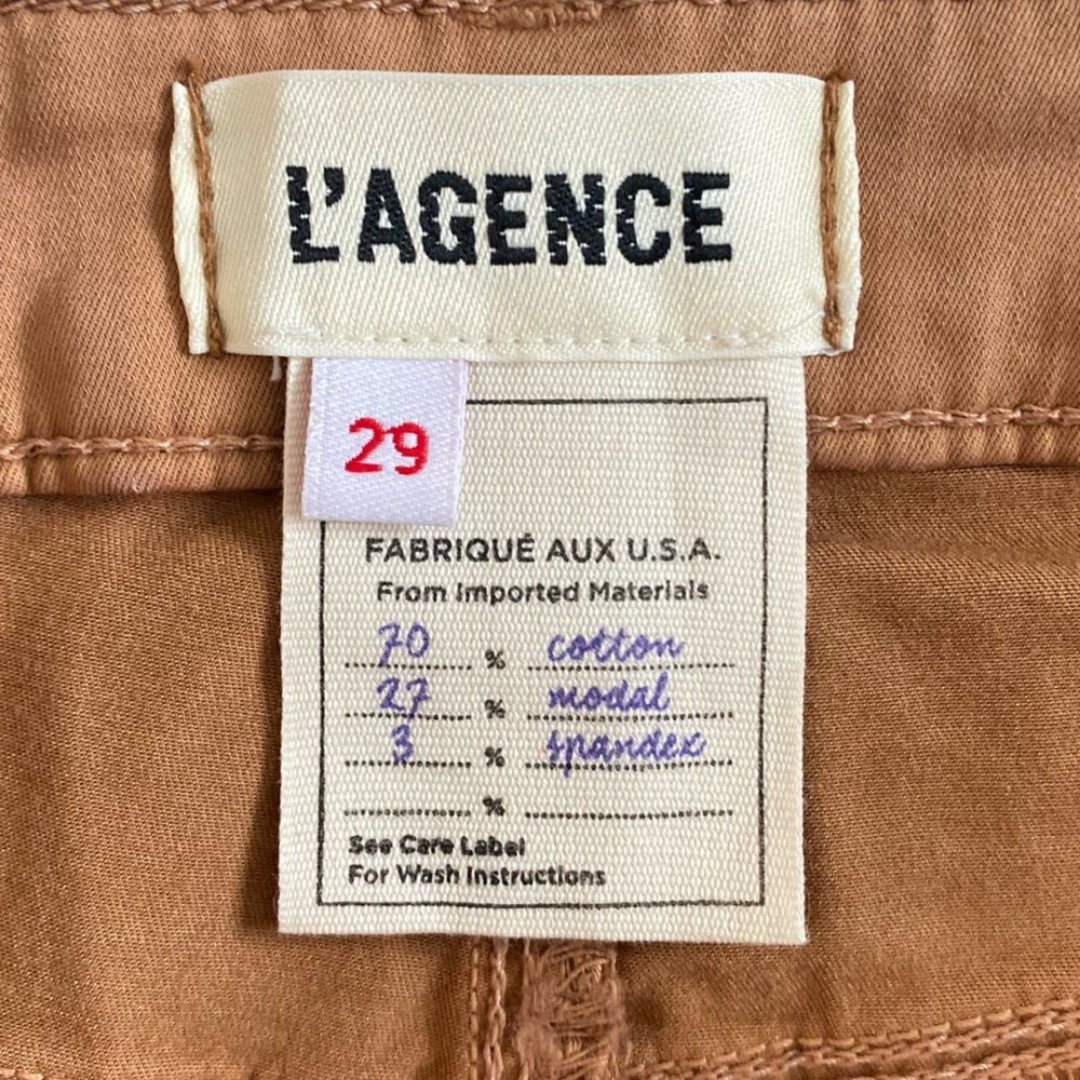 L'AGENCE
29
FABRIQUÉ AUX U.S.A.
From Imported Materials
70 % cotton
27 % modal
3 % spandex
%
See Care Label
For Wash Instructions